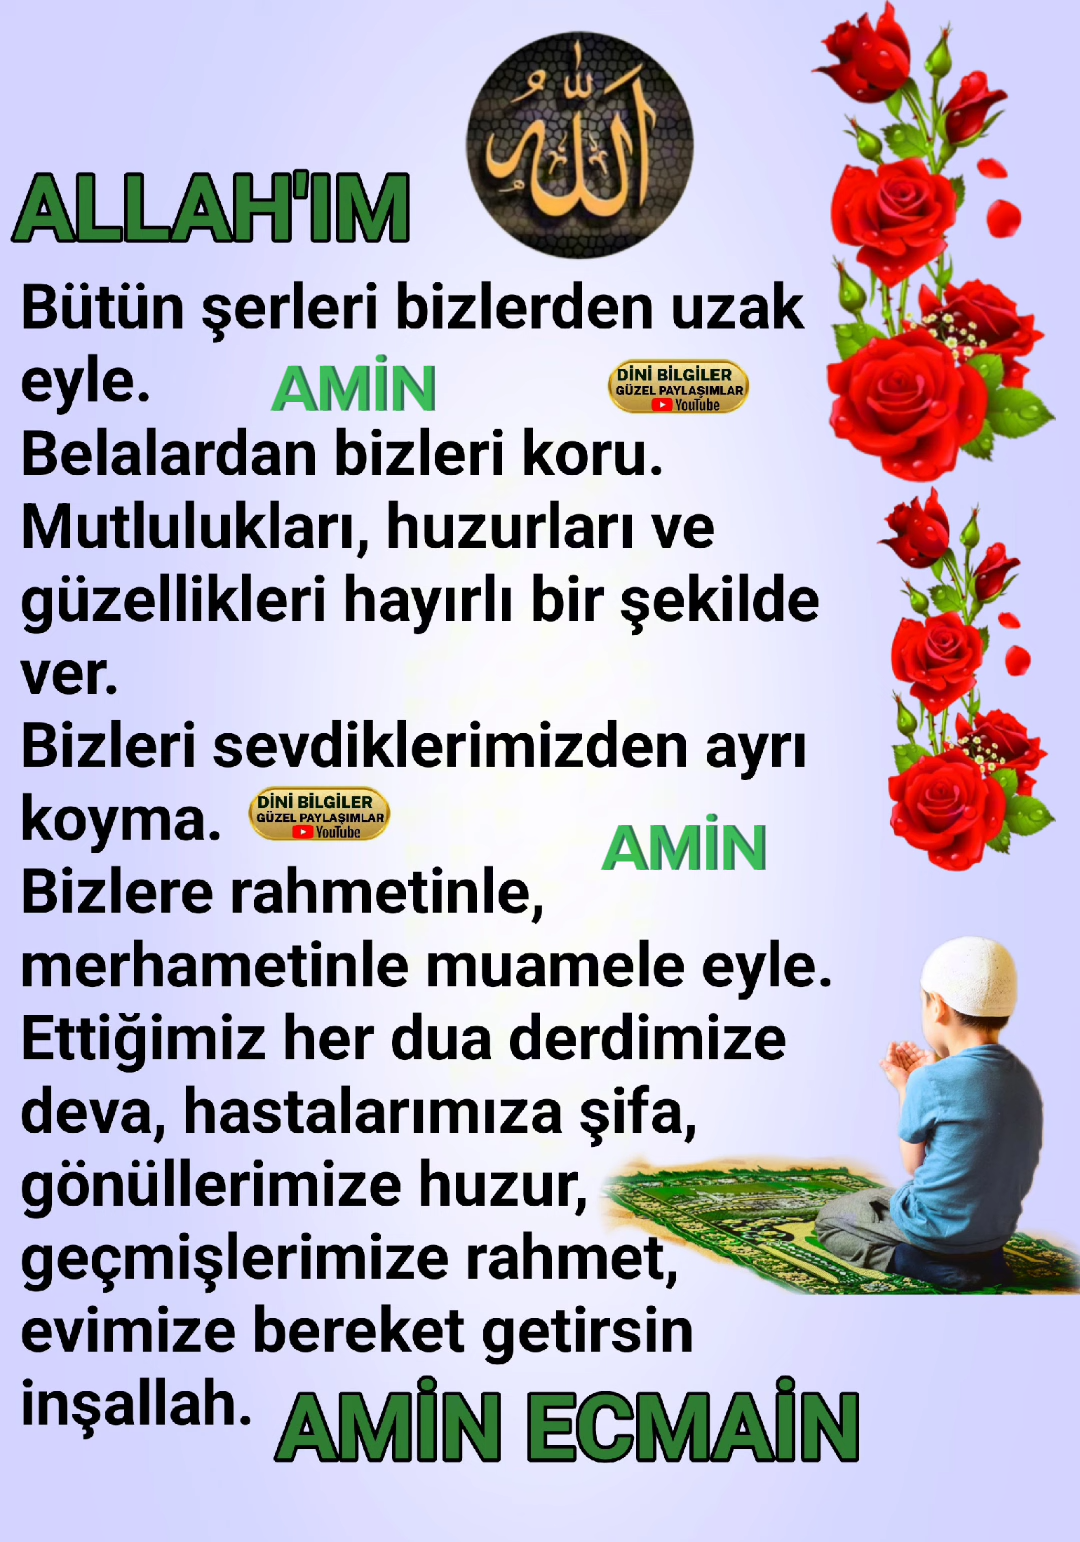 الله
ALLAH'IM
Bütün şerleri bizlerden uzak
eyle.
AMİN
DİNİ BİLGİLER
GÜZEL PAYLAŞIMLAR
YouTube
Belalardan bizleri koru.
Mutlulukları, huzurları ve
güzellikleri hayırlı bir şekilde
ver.
Bizleri sevdiklerimizden ayrı
koyma.
DİNİ BİLGİLER
GÜZEL PAYLAŞIMLAR
YouTube
AMİN
Bizlere rahmetinle,
merhametinle muamele eyle.
Ettiğimiz her dua derdimize
deva, hastalarımıza şifa,
gönüllerimize huzur,
geçmişlerimize rahmet,
evimize bereket getirsin
inşallah.
AMİN ECMAİN